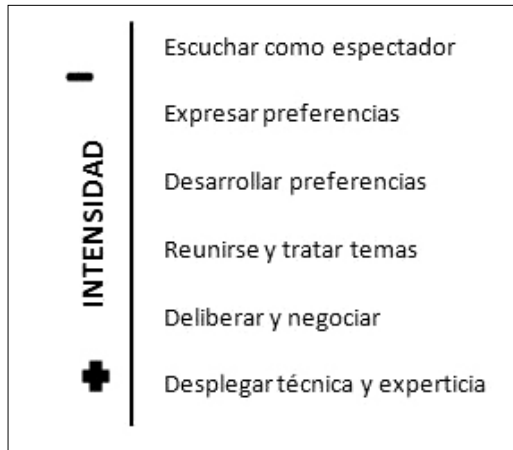 INTENSIDAD
Escuchar como espectador
Expresar preferencias
Desarrollar preferencias
Reunirse y tratar temas
Deliberar y negociar
Desplegar técnica y experticia